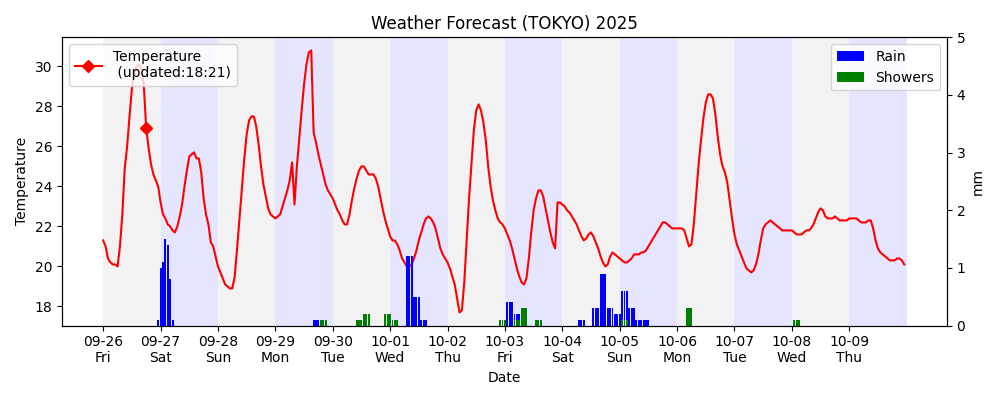 Weather Forecast (TOKYO) 2025
Temperature
(updated:18:21)
Rain
Showers
Temperature
30
28
26
24
22
20
18
5
4
3
2
1
0
mm
09-26 09-27 09-28 09-29 09-30 10-01 10-02 10-03 10-04 10-05 10-06 10-07 10-08 10-09
Fri Sat Sun Mon Tue Wed Thu Fri Sat Sun Mon Tue Wed Thu
Date